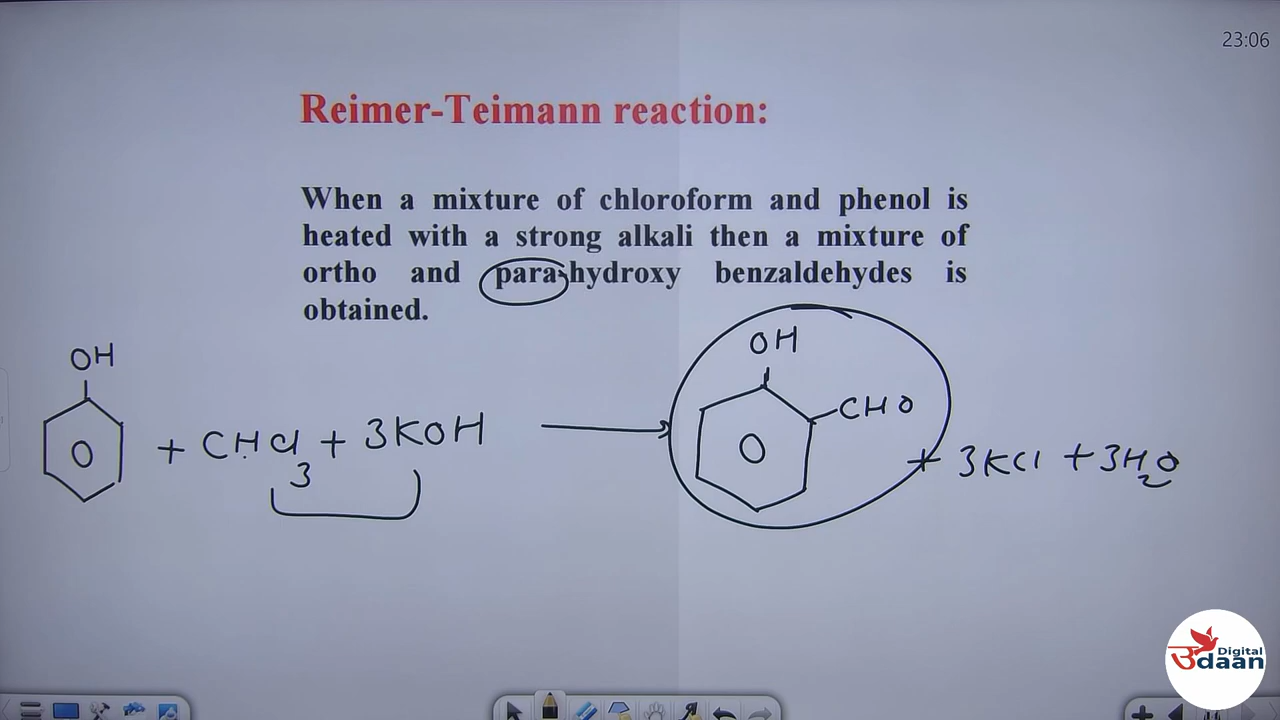 23:06
Reimer-Teimann reaction:
When a mixture of chloroform and phenol is
heated with a strong alkali then a mixture of
ortho and para-hydroxy benzaldehydes is
obtained.
OH
+ CHCl3 + 3KOH
OH
CHO
+ 3KCl + 3H2O
Digital
उdaan